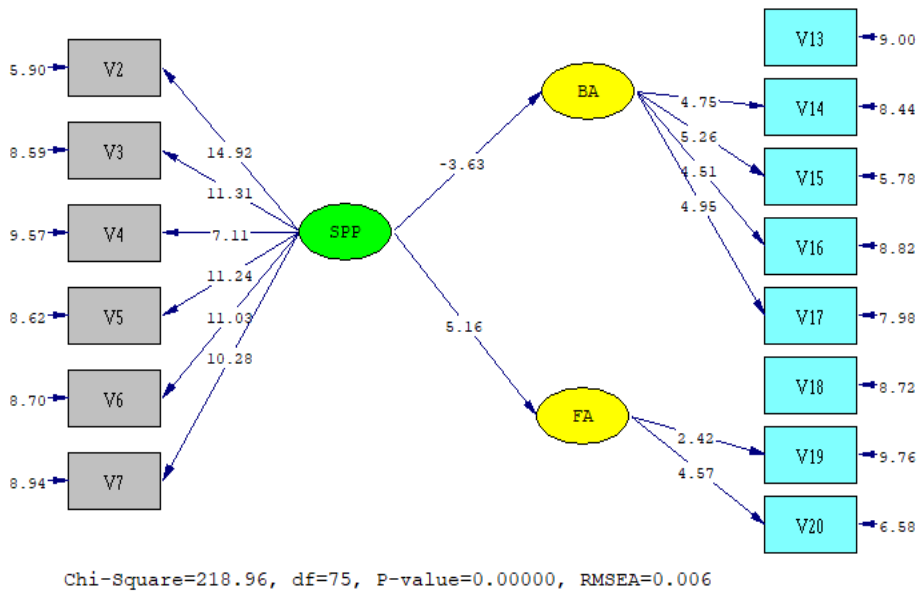 V2
5.90
V3
8.59
V4
9.57
V5
8.62
V6
8.70
V7
8.94
14.92
11.31
7.11
11.24
11.03
10.28
SPP
-3.63
5.16
BA
FA
4.75
5.26
4.51
4.95
2.42
4.57
V13
9.00
V14
8.44
V15
5.78
V16
8.82
V17
7.98
V18
8.72
V19
9.76
V20
6.58
Chi-Square=218.96, df=75, P-value=0.00000, RMSEA=0.006